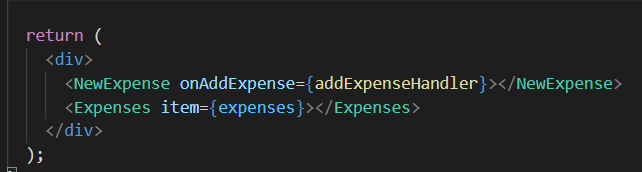 return (
<div>
<NewExpense onAddExpense={addExpenseHandler}></NewExpense>
<Expenses item={expenses}></Expenses>
</div>
);